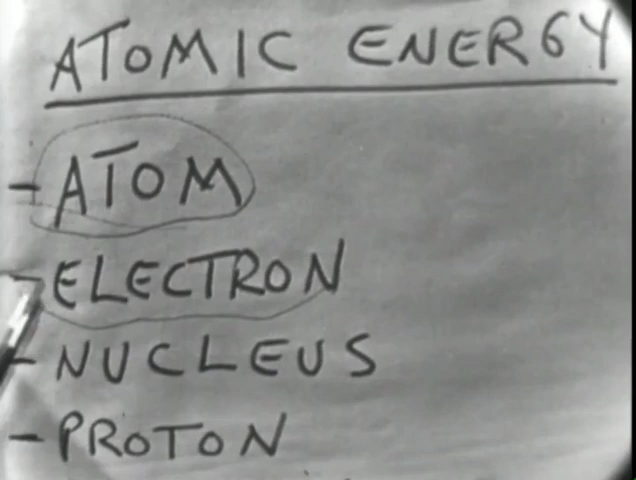 ATOMIC ENERGY
- ATOM
- ELECTRON
- NUCLEUS
- PROTON